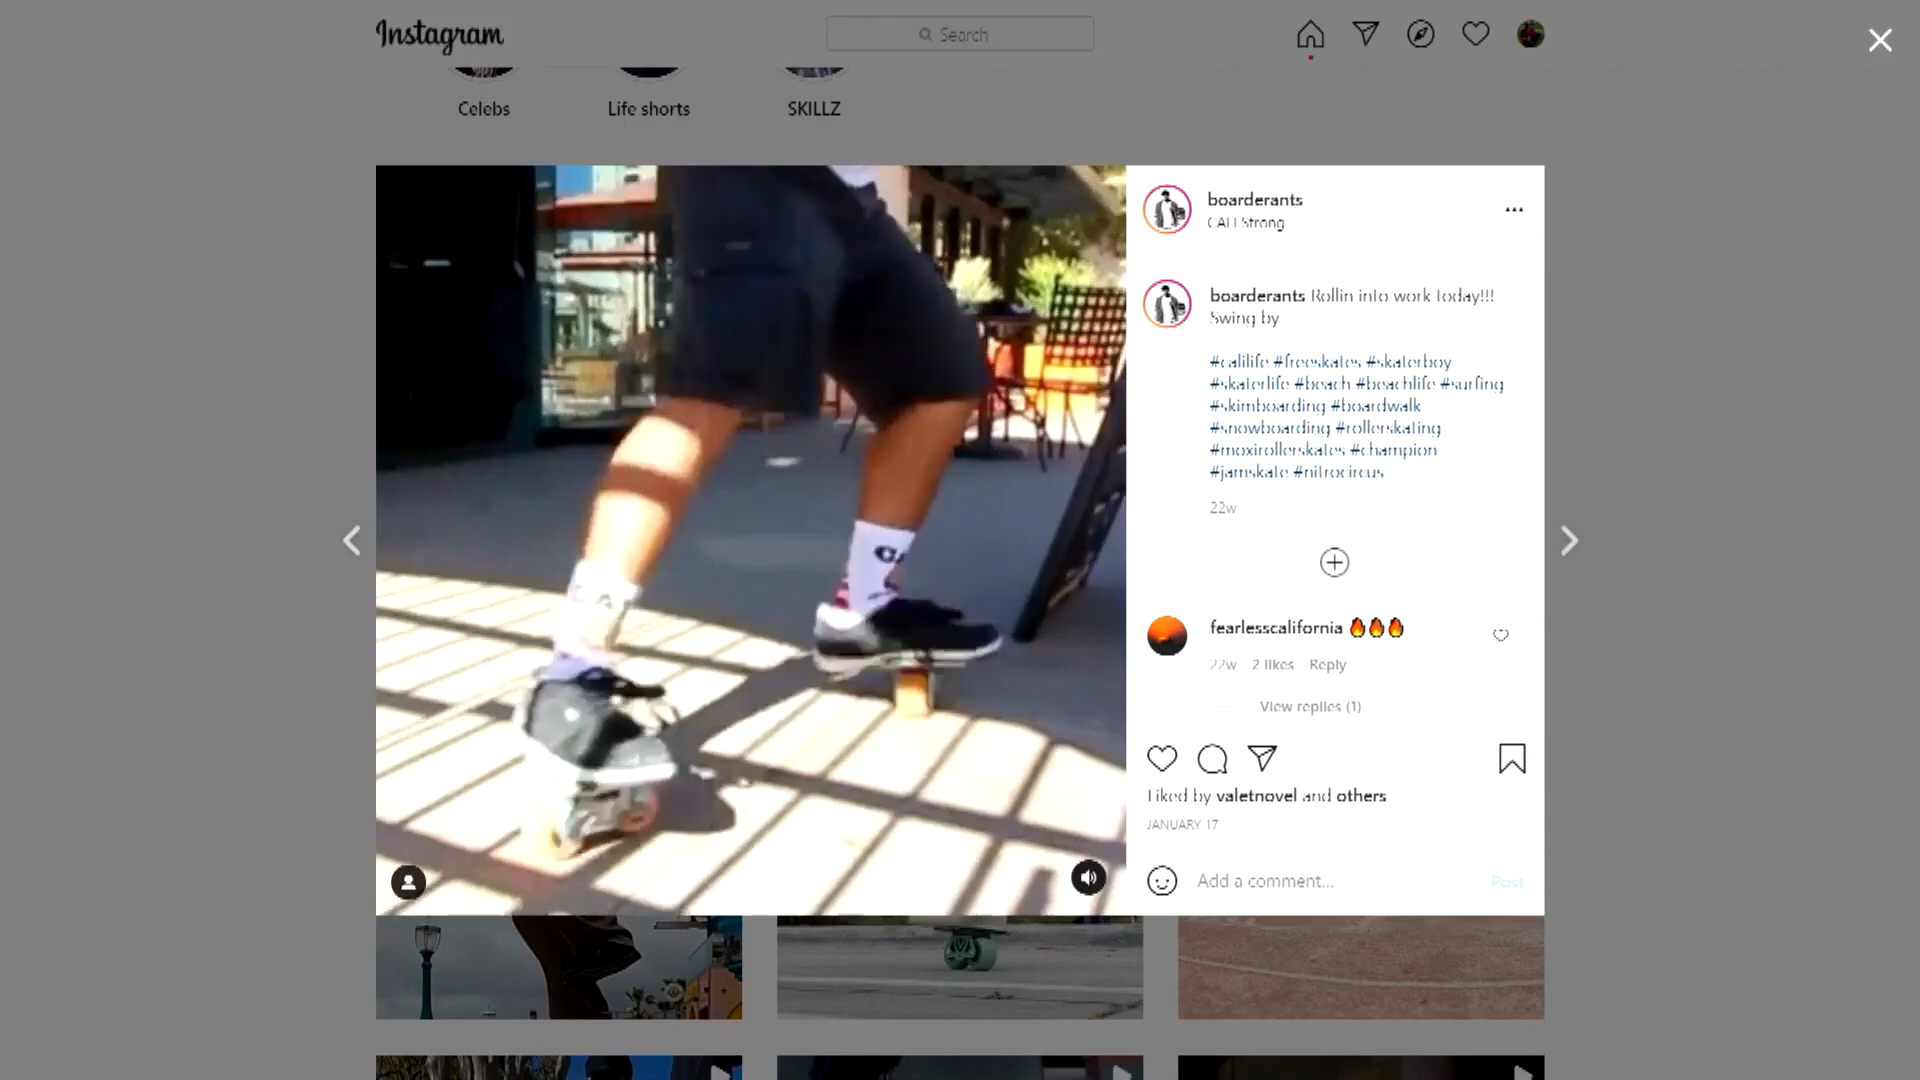 Instagram
Search
Celebs
Life shorts
SKILLZ
boarderants
CALI Strong
boarderants Rollin into work today!!!
Swing by
#calilife #freeskates #skaterboy
#skaterlife #beach #beachlife #surfing
#skimboarding #boardwalk
#snowboarding #rollerskating
#moxirollerskates #champion
#jamskate #nitrocircus
22w
fearlesscalifornia 🔥🔥🔥
22w 2 likes Reply
View replies (1)
Liked by valetnovel and others
JANUARY 17
Add a comment...
Post